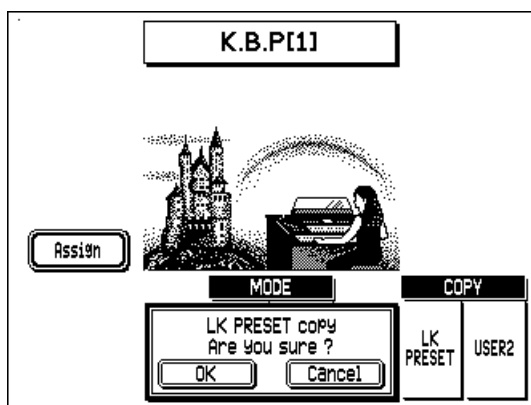 K.B.P[1]
Assign
MODE
COPY
LK PRESET copy
Are you sure ?
OK
Cancel
LK
PRESET
USER2